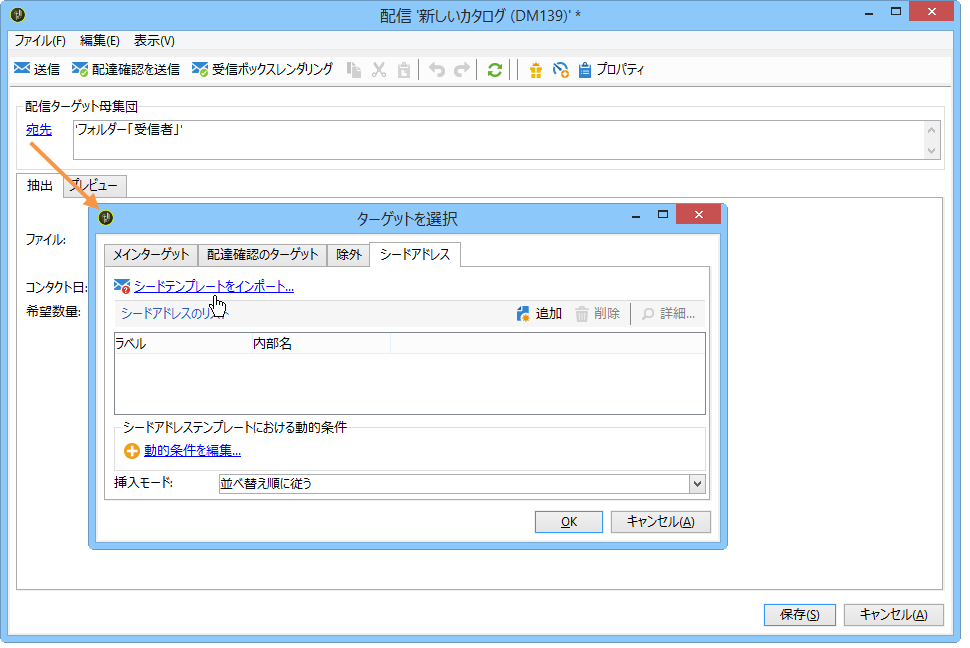 配信 '新しいカタログ (DM139)' *
ファイル(F) 編集(E) 表示(V)
送信 配達確認を送信 受信ボックスレンダリング プロパティ
配信ターゲット母集団
宛先 'フォルダー「受信者」'
抽出 プレビュー
ターゲットを選択
ファイル:
コンタクト日:
希望数量:
メインターゲット 配達確認のターゲット 除外 シードアドレス
シードテンプレートをインポート...
シードアドレスのリスト 追加 削除 詳細...
ラベル 内部名
シードアドレステンプレートにおける動的条件
動的条件を編集...
挿入モード: 並べ替え順に従う
OK キャンセル(A)
保存(S) キャンセル(A)